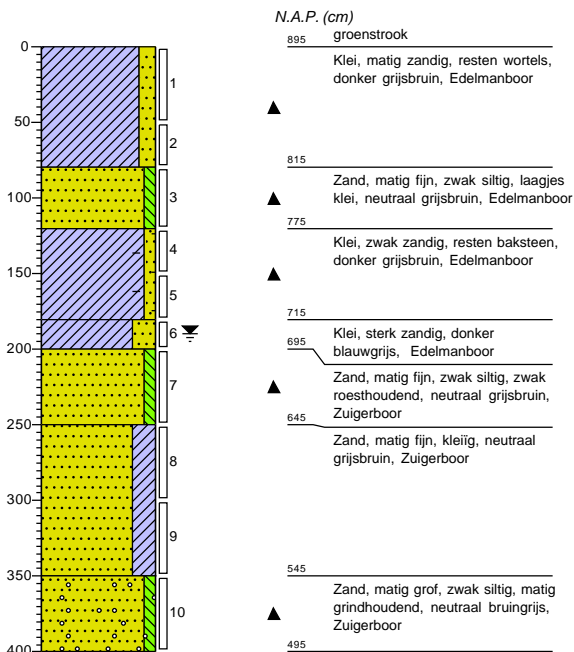 N.A.P. (cm)
895 groenstrook
0
Klei, matig zandig, resten wortels,
donker grijsbruin, Edelmanboor
1
50
2
815
Zand, matig fijn, zwak siltig, laagjes
klei, neutraal grijsbruin, Edelmanboor
100
3
775
Klei, zwak zandig, resten baksteen,
donker grijsbruin, Edelmanboor
4
150
5
715
Klei, sterk zandig, donker
blauwgrijs, Edelmanboor
6
200
695
Zand, matig fijn, zwak siltig, zwak
roesthoudend, neutraal grijsbruin,
Zuigerboor
7
250
645
Zand, matig fijn, kleiïg, neutraal
grijsbruin, Zuigerboor
8
300
9
350
545
Zand, matig grof, zwak siltig, matig
grindhoudend, neutraal bruingrijs,
Zuigerboor
10
400
495